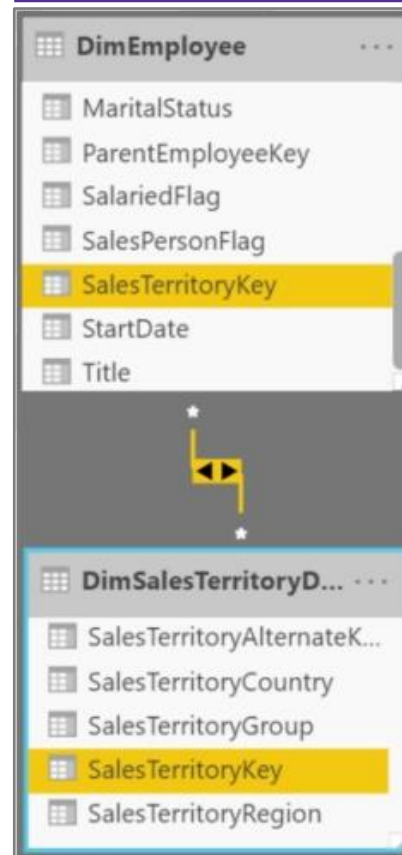 DimEmployee ...
MaritalStatus
ParentEmployeeKey
SalariedFlag
SalesPersonFlag
SalesTerritoryKey
StartDate
Title
*
*
DimSalesTerritoryD... ...
SalesTerritoryAlternateK...
SalesTerritoryCountry
SalesTerritoryGroup
SalesTerritoryKey
SalesTerritoryRegion